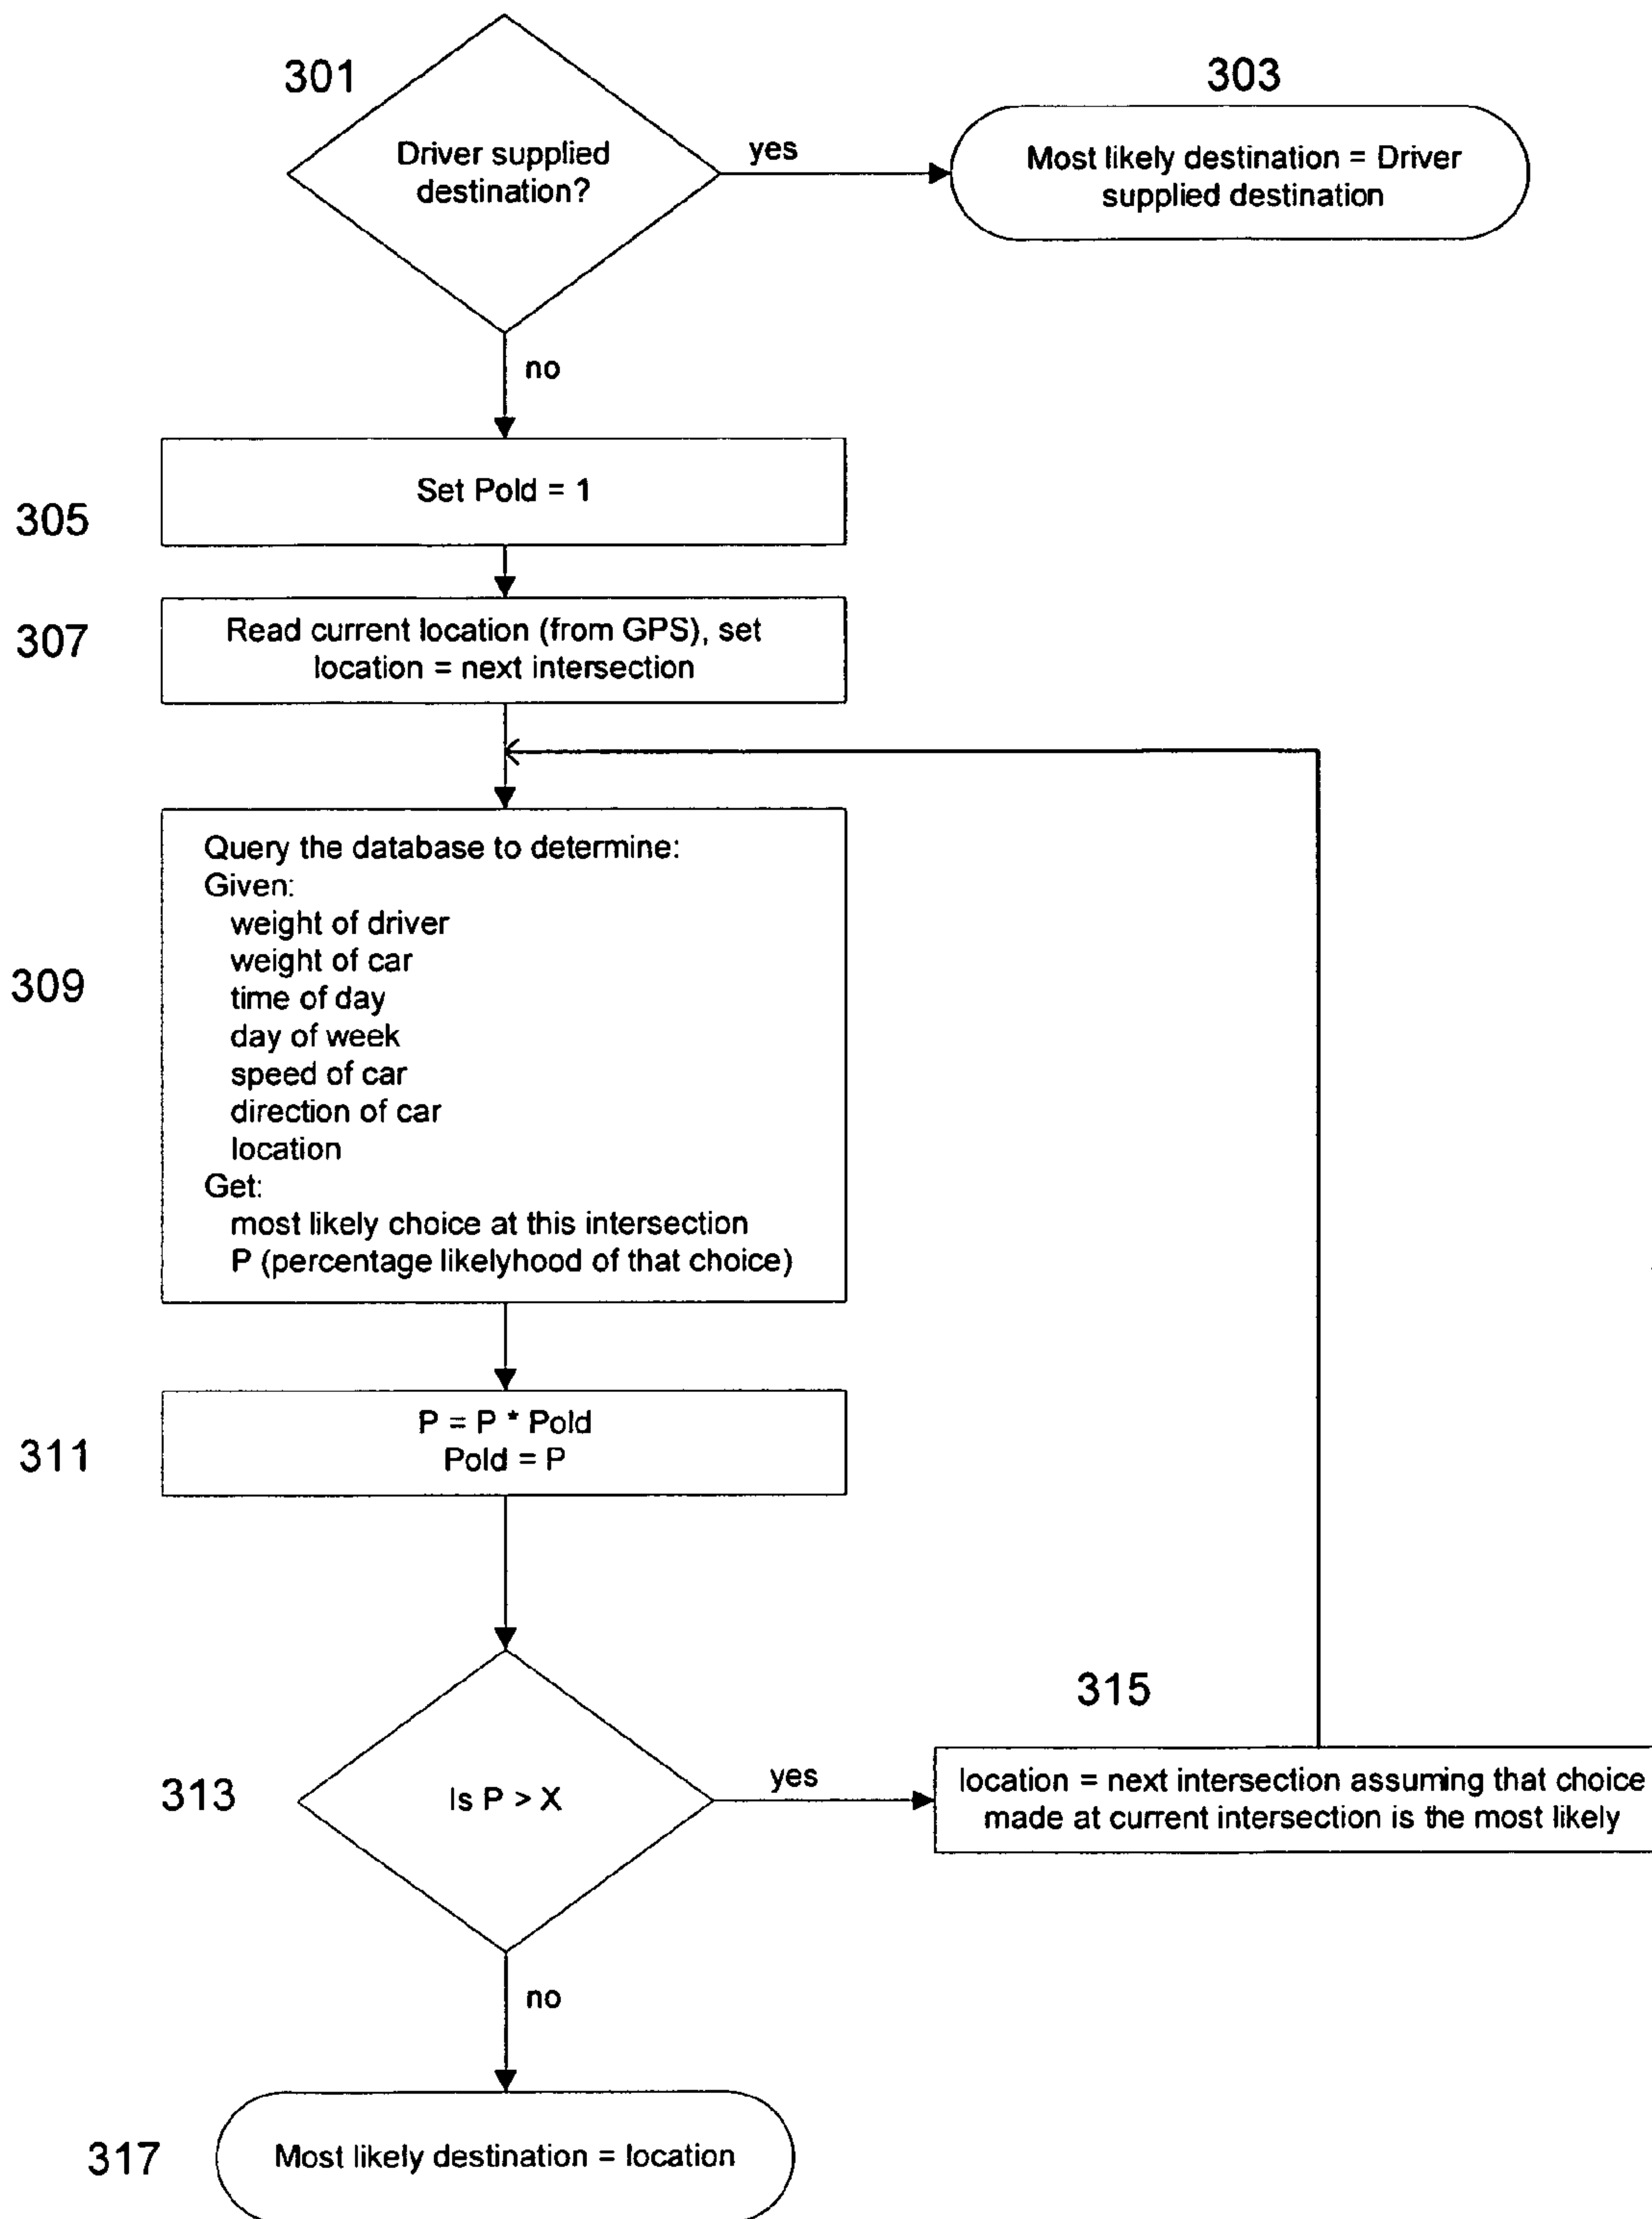 301
Driver supplied
destination?
yes
303
Most likely destination = Driver
supplied destination
no
305
Set Pold = 1
307
Read current location (from GPS), set
location = next intersection
309
Query the database to determine:
Given:
weight of driver
weight of car
time of day
day of week
speed of car
direction of car
location
Get:
most likely choice at this intersection
P (percentage likelyhood of that choice)
311
P = P * Pold
Pold = P
313
Is P > X
yes
315
location = next intersection assuming that choice
made at current intersection is the most likely
no
317
Most likely destination = location